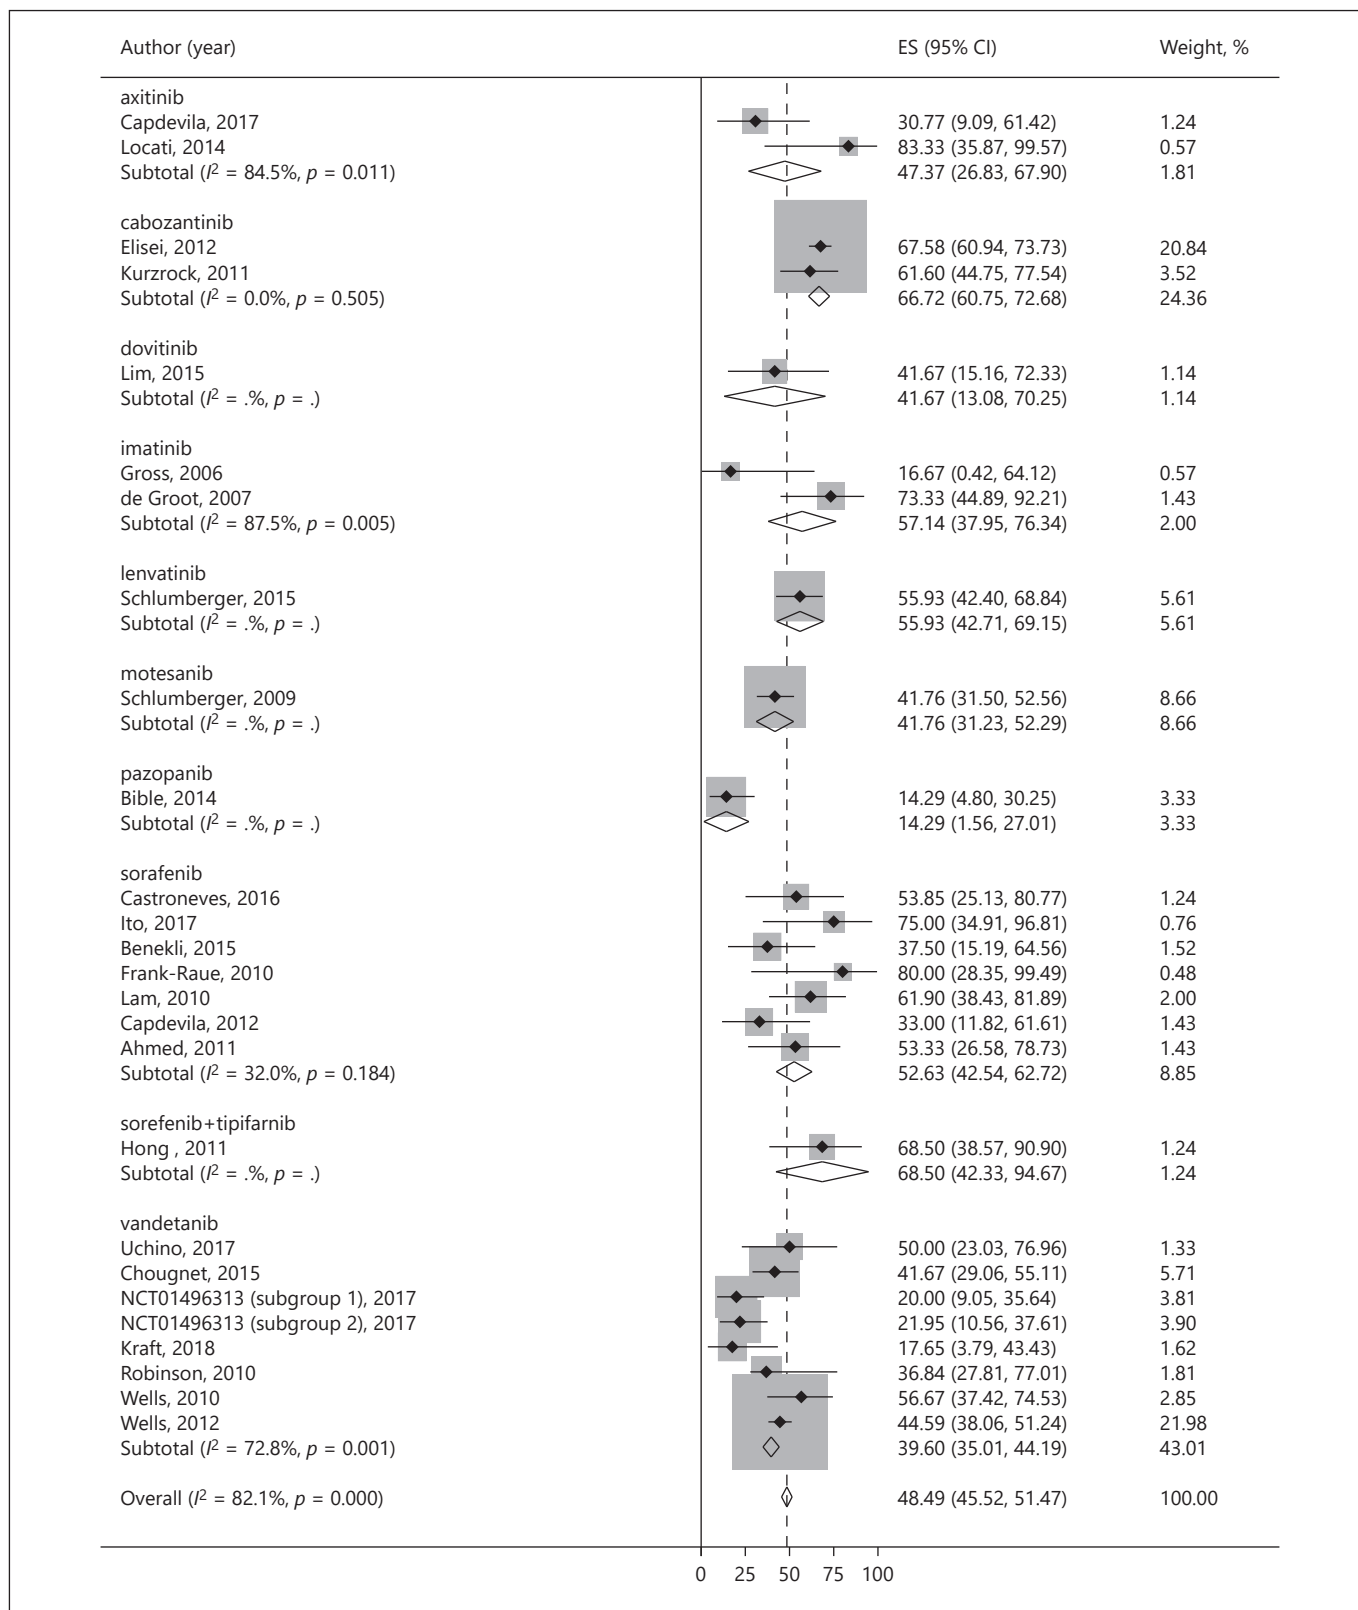 Author (year) ES (95% CI) Weight, %
axitinib
Capdevila, 2017 30.77 (9.09, 61.42) 1.24
Locati, 2014 83.33 (35.87, 99.57) 0.57
Subtotal (I² = 84.5%, p = 0.011) 47.37 (26.83, 67.90) 1.81
cabozantinib
Elisei, 2012 67.58 (60.94, 73.73) 20.84
Kurzrock, 2011 61.60 (44.75, 77.54) 3.52
Subtotal (I² = 0.0%, p = 0.505) 66.72 (60.75, 72.68) 24.36
dovitinib
Lim, 2015 41.67 (15.16, 72.33) 1.14
Subtotal (I² = .%, p = .) 41.67 (13.08, 70.25) 1.14
imatinib
Gross, 2006 16.67 (0.42, 64.12) 0.57
de Groot, 2007 73.33 (44.89, 92.21) 1.43
Subtotal (I² = 87.5%, p = 0.005) 57.14 (37.95, 76.34) 2.00
lenvatinib
Schlumberger, 2015 55.93 (42.40, 68.84) 5.61
Subtotal (I² = .%, p = .) 55.93 (42.71, 69.15) 5.61
motesanib
Schlumberger, 2009 41.76 (31.50, 52.56) 8.66
Subtotal (I² = .%, p = .) 41.76 (31.23, 52.29) 8.66
pazopanib
Bible, 2014 14.29 (4.80, 30.25) 3.33
Subtotal (I² = .%, p = .) 14.29 (1.56, 27.01) 3.33
sorafenib
Castroneves, 2016 53.85 (25.13, 80.77) 1.24
Ito, 2017 75.00 (34.91, 96.81) 0.76
Benekli, 2015 37.50 (15.19, 64.56) 1.52
Frank-Raue, 2010 80.00 (28.35, 99.49) 0.48
Lam, 2010 61.90 (38.43, 81.89) 2.00
Capdevila, 2012 33.00 (11.82, 61.61) 1.43
Ahmed, 2011 53.33 (26.58, 78.73) 1.43
Subtotal (I² = 32.0%, p = 0.184) 52.63 (42.54, 62.72) 8.85
sorefenib+tipifarnib
Hong , 2011 68.50 (38.57, 90.90) 1.24
Subtotal (I² = .%, p = .) 68.50 (42.33, 94.67) 1.24
vandetanib
Uchino, 2017 50.00 (23.03, 76.96) 1.33
Chougnet, 2015 41.67 (29.06, 55.11) 5.71
NCT01496313 (subgroup 1), 2017 20.00 (9.05, 35.64) 3.81
NCT01496313 (subgroup 2), 2017 21.95 (10.56, 37.61) 3.90
Kraft, 2018 17.65 (3.79, 43.43) 1.62
Robinson, 2010 36.84 (27.81, 77.01) 1.81
Wells, 2010 56.67 (37.42, 74.53) 2.85
Wells, 2012 44.59 (38.06, 51.24) 21.98
Subtotal (I² = 72.8%, p = 0.001) 39.60 (35.01, 44.19) 43.01
Overall (I² = 82.1%, p = 0.000) 48.49 (45.52, 51.47) 100.00
0 25 50 75 100